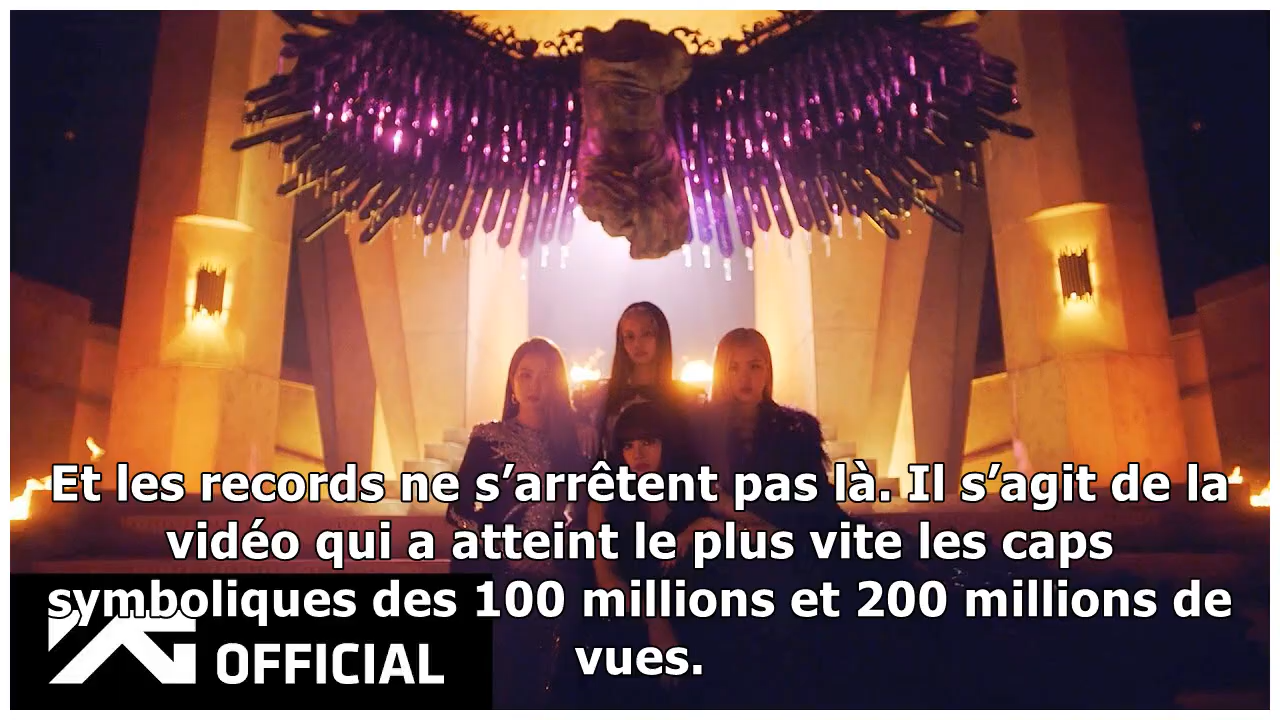 Et les records ne s’arrêtent pas là. Il s’agit de la
vidéo qui a atteint le plus vite les caps
symboliques des 100 millions et 200 millions de
vues.
YG OFFICIAL